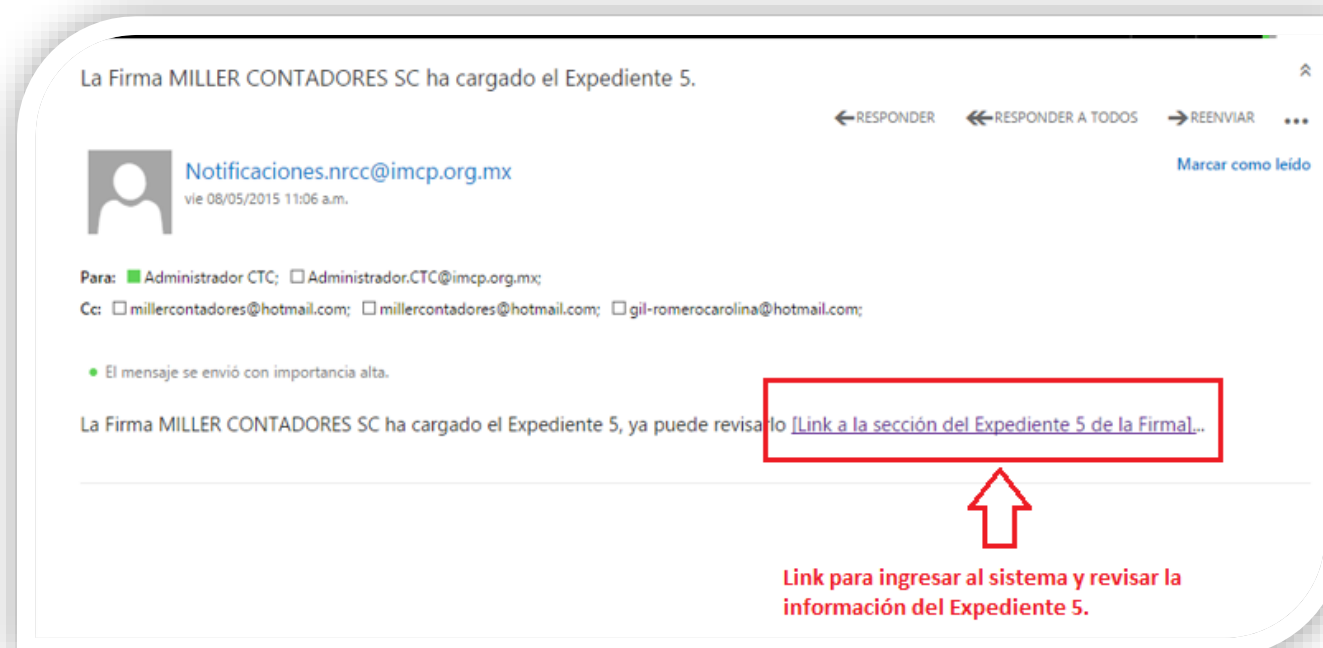 La Firma MILLER CONTADORES SC ha cargado el Expediente 5.
RESPONDER RESPONDER A TODOS REENVIAR
Notificaciones.nrcc@imcp.org.mx
Marcar como leído
vie 08/05/2015 11:06 a.m.
Para: Administrador CTC; Administrador.CTC@imcp.org.mx;
Cc: millercontadores@hotmail.com; millercontadores@hotmail.com; gil-romerocarolina@hotmail.com;
El mensaje se envió con importancia alta.
La Firma MILLER CONTADORES SC ha cargado el Expediente 5, ya puede revisarlo [Link a la sección del Expediente 5 de la Firma]...
Link para ingresar al sistema y revisar la
información del Expediente 5.